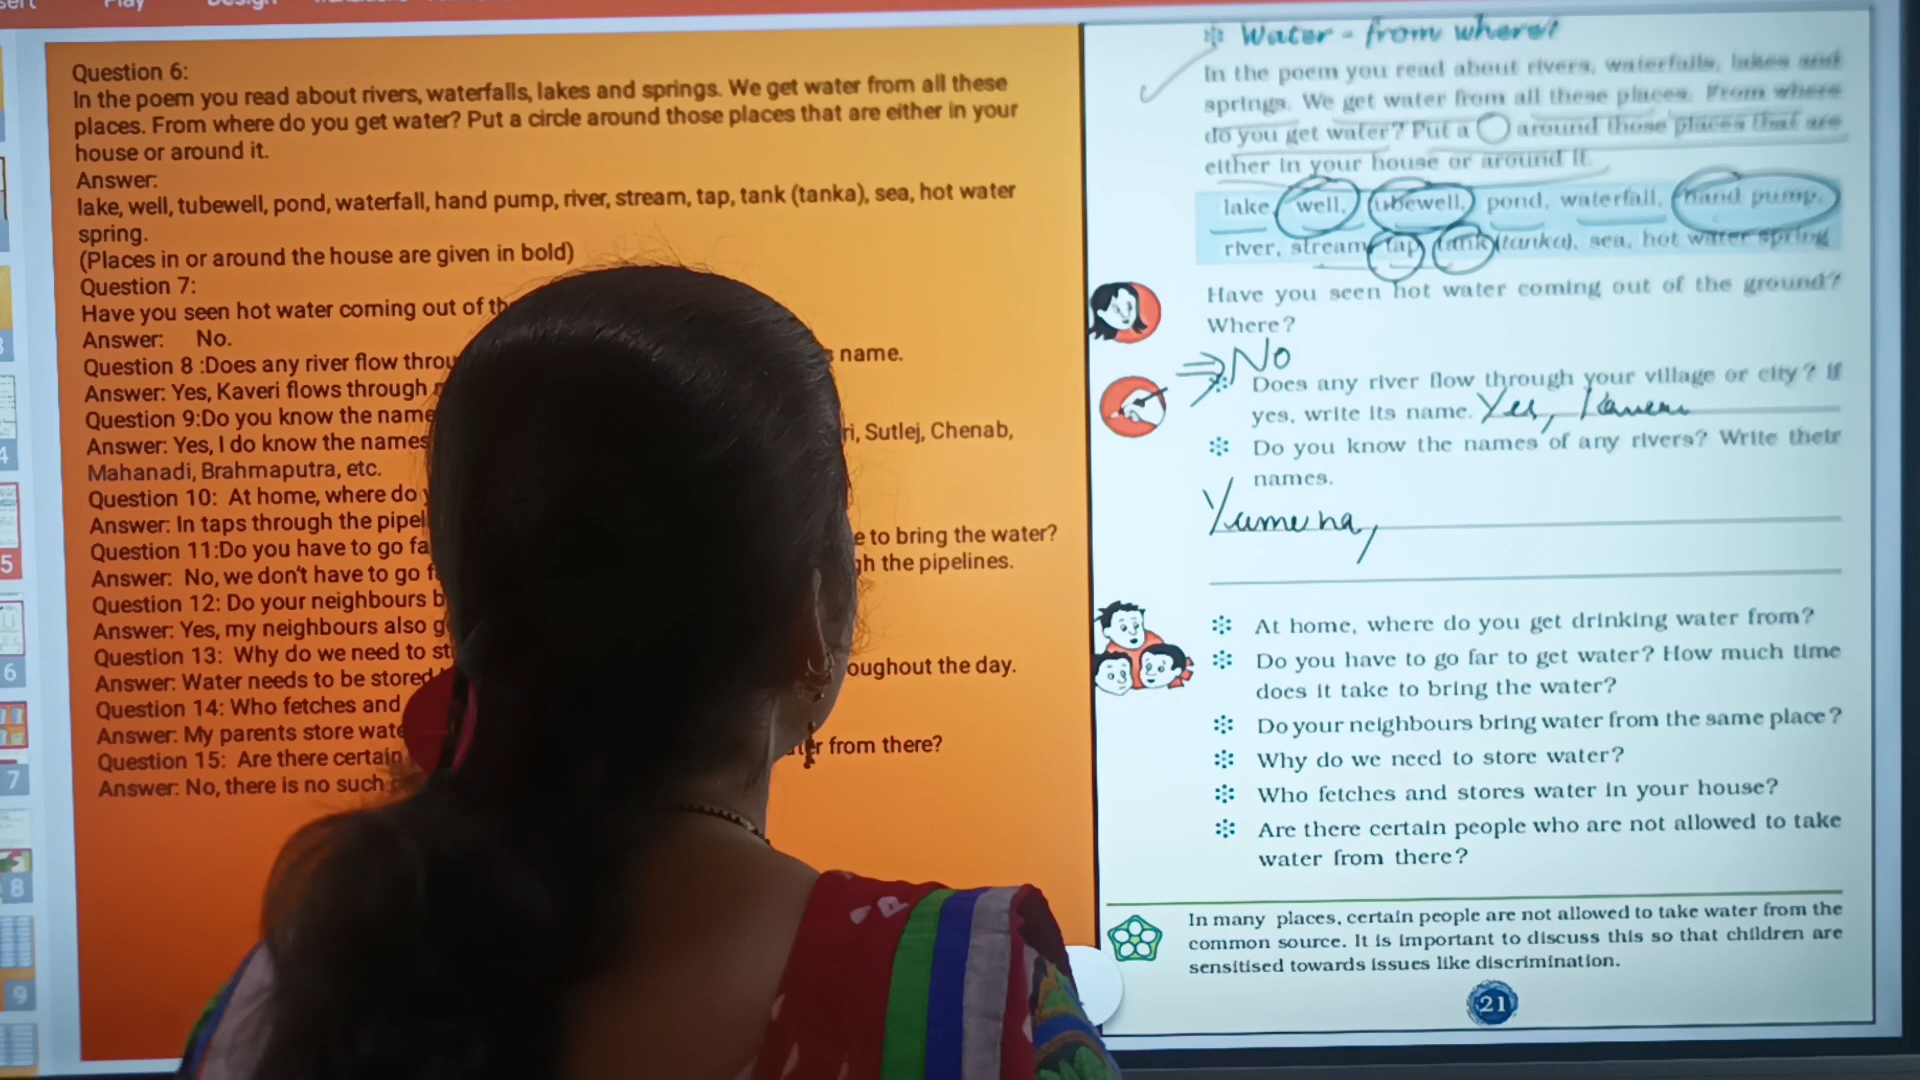 Play
Design
Question 6:
In the poem you read about rivers, waterfalls, lakes and springs. We get water from all these
places. From where do you get water? Put a circle around those places that are either in your
house or around it.
Answer:
lake, well, tubewell, pond, waterfall, hand pump, river, stream, tap, tank (tanka), sea, hot water
spring.
(Places in or around the house are given in bold)
Question 7:
Have you seen hot water coming out of
Answer: No.
Question 8 :Does any river flow name.
Answer: Yes, Kaveri flows through
Question 9:Do you know the name
Answer: Yes, I do know the names Sutlej, Chenab,
Mahanadi, Brahmaputra, etc.
Question 10: At home, where do
Answer: In taps through the
Question 11:Do you have to go to bring the water?
Answer: No, we don't have to go the pipelines.
Question 12: Do your neighbours
Answer: Yes, my neighbours also
Question 13: Why do we need to
Answer: Water needs to be stored the day.
Question 14: Who fetches and
Answer: My parents store
Question 15: Are there certain from there?
Answer: No, there is no such
5
6
7
8
9
Water - from where?
In the poem you read about rivers, waterfalls, lakes and
springs. We get water from all these places. From where
do you get water? Put a around those places that are
either in your house or around it.
lake, well, tubewell, pond, waterfall, hand pump,
river, stream, tap, tank (tanka), sea, hot water spring
Have you seen hot water coming out of the ground?
Where?
⇒ No
Does any river flow through your village or city? If
yes, write its name. Yes, Kaveri
Do you know the names of any rivers? Write their
names.
Yamuna,
At home, where do you get drinking water from?
Do you have to go far to get water? How much time
does it take to bring the water?
Do your neighbours bring water from the same place?
Why do we need to store water?
Who fetches and stores water in your house?
Are there certain people who are not allowed to take
water from there?
In many places, certain people are not allowed to take water from the
common source. It is important to discuss this so that children are
sensitised towards issues like discrimination.
21